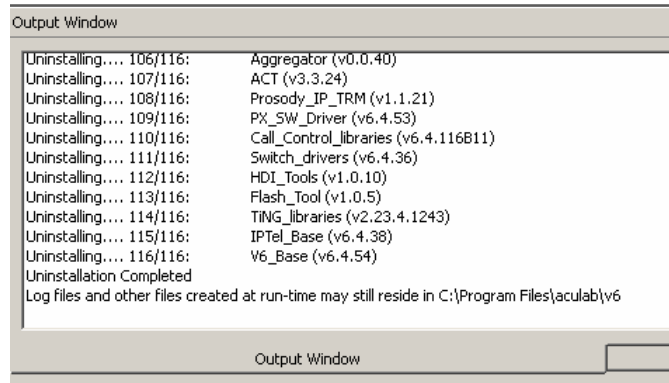 Output Window
Uninstalling.... 106/116: Aggregator (v0.0.40)
Uninstalling.... 107/116: ACT (v3.3.24)
Uninstalling.... 108/116: Prosody_IP_TRM (v1.1.21)
Uninstalling.... 109/116: PX_SW_Driver (v6.4.53)
Uninstalling.... 110/116: Call_Control_libraries (v6.4.116B11)
Uninstalling.... 111/116: Switch_drivers (v6.4.36)
Uninstalling.... 112/116: HDI_Tools (v1.0.10)
Uninstalling.... 113/116: Flash_Tool (v1.0.5)
Uninstalling.... 114/116: TiNG_libraries (v2.23.4.1243)
Uninstalling.... 115/116: IPTel_Base (v6.4.38)
Uninstalling.... 116/116: V6_Base (v6.4.54)
Uninstallation Completed
Log files and other files created at run-time may still reside in C:\Program Files\aculab\v6
Output Window